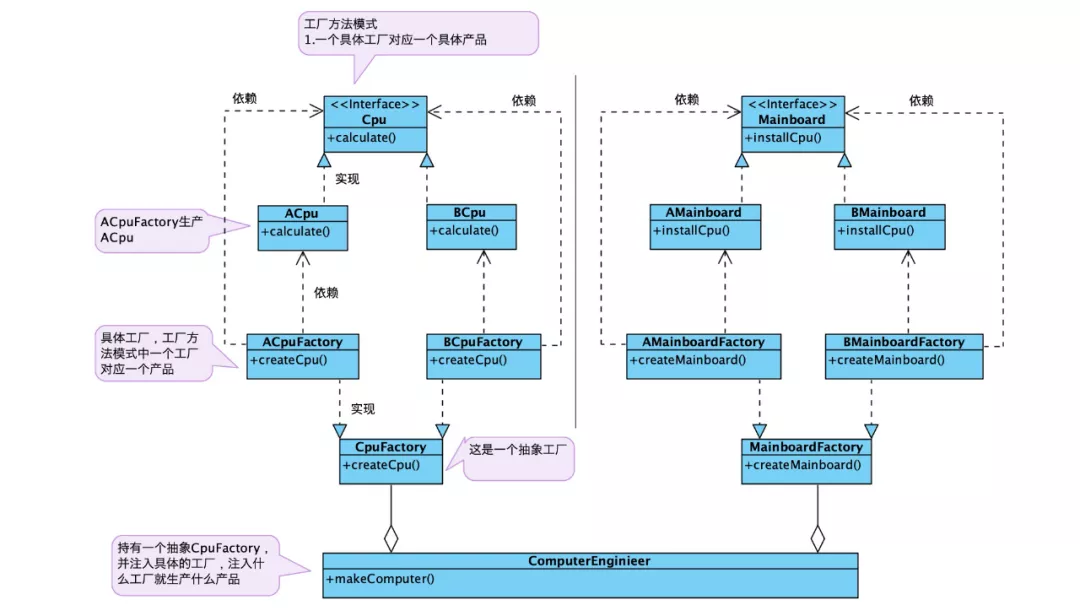 工厂方法模式
1.一个具体工厂对应一个具体产品
依赖
<<Interface>>
Cpu
+calculate()
依赖
依赖
<<Interface>>
Mainboard
+installCpu()
依赖
实现
ACpuFactory生产
ACpu
ACpu
+calculate()
BCpu
+calculate()
AMainboard
+installCpu()
BMainboard
+installCpu()
依赖
具体工厂，工厂方
法模式中一个工厂
对应一个产品
ACpuFactory
+createCpu()
BCpuFactory
+createCpu()
AMainboardFactory
+createMainboard()
BMainboardFactory
+createMainboard()
实现
CpuFactory
+createCpu()
这是一个抽象工厂
MainboardFactory
+createMainboard()
持有一个抽象CpuFactory，
并注入具体的工厂，注入什
么工厂就生产什么产品
ComputerEnginieer
+makeComputer()